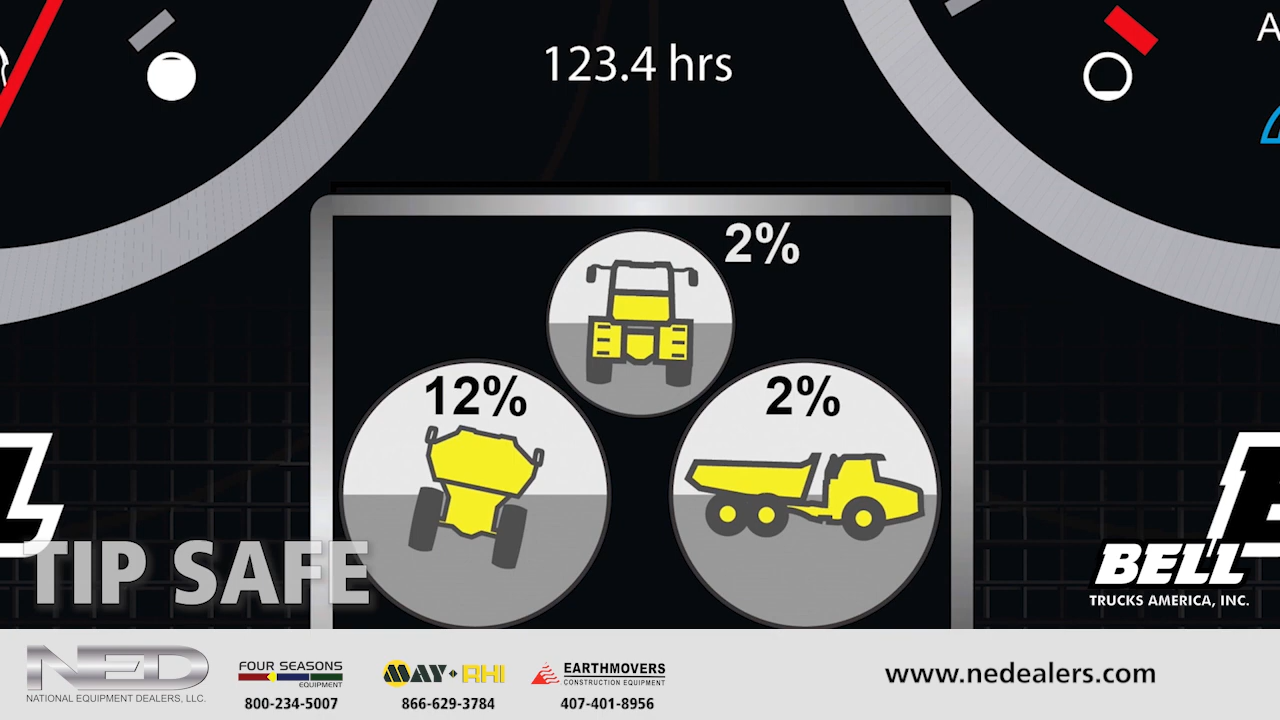 123.4 hrs
A
2%
12%
2%
TIP SAFE
BELL
TRUCKS AMERICA, INC.
NED
NATIONAL EQUIPMENT DEALERS, LLC.
FOUR SEASONS
EQUIPMENT
800-234-5007
MAY RHI
866-629-3784
EARTHMOVERS
CONSTRUCTION EQUIPMENT
407-401-8956
www.nedealers.com